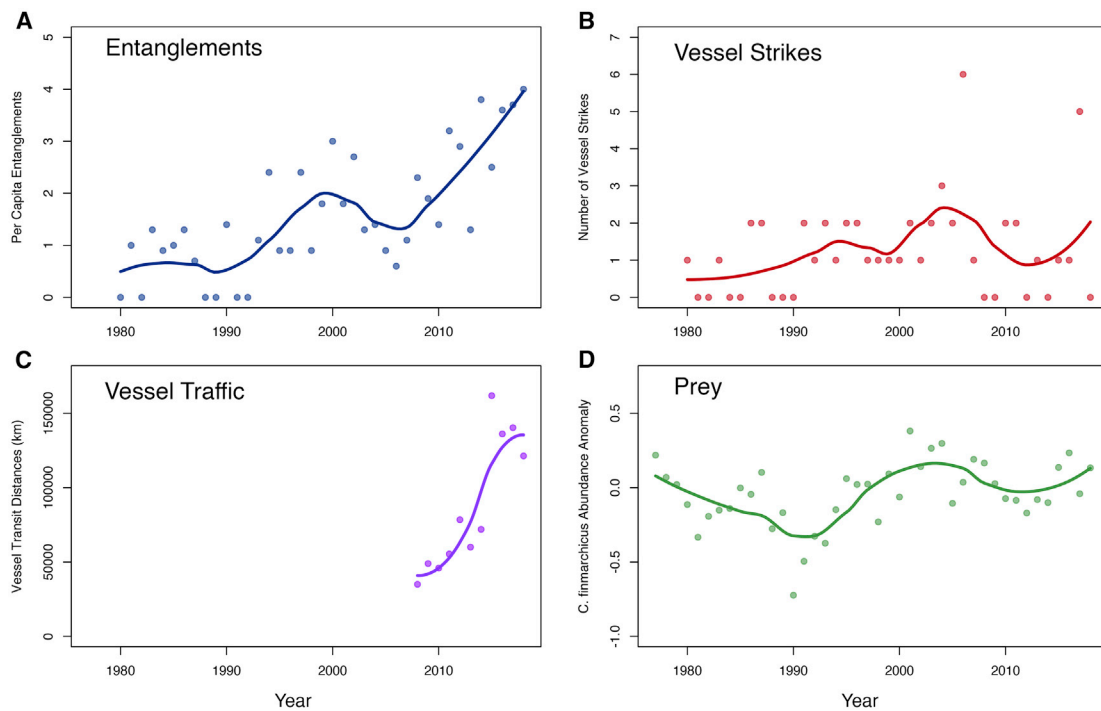 A
B
Entanglements
Vessel Strikes
Per Capita Entanglements
Number of Vessel Strikes
5
4
3
2
1
0
7
6
5
4
3
2
1
0
1980 1990 2000 2010
1980 1990 2000 2010
C
D
Vessel Traffic
Prey
Vessel Transit Distances (km)
C. finmarchicus Abundance Anomaly
150000
100000
50000
0
0.5
0.0
-0.5
-1.0
1980 1990 2000 2010
1980 1990 2000 2010
Year
Year